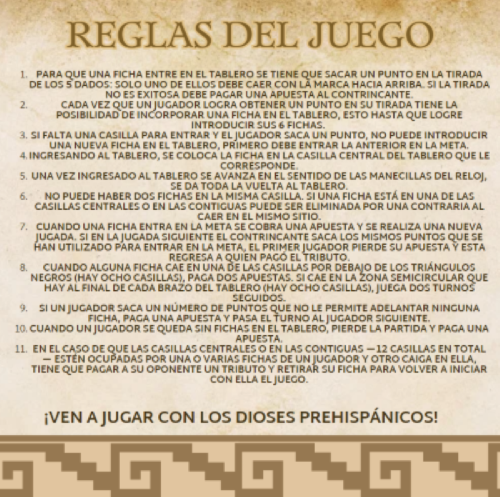 REGLAS DEL JUEGO
1. PARA QUE UNA FICHA ENTRE EN EL TABLERO SE TIENE QUE SACAR UN PUNTO EN LA TIRADA
DE LOS 5 DADOS: SOLO UNO DE ELLOS DEBE CAER CON LA MARCA HACIA ARRIBA. SI LA TIRADA
NO ES EXITOSA DEBE PAGAR UNA APUESTA AL CONTRINCANTE.
2. CADA VEZ QUE UN JUGADOR LOGRA OBTENER UN PUNTO EN SU TIRADA TIENE LA
POSIBILIDAD DE INCORPORAR UNA FICHA EN EL TABLERO, ESTO HASTA QUE LOGRE
INTRODUCIR SUS 6 FICHAS.
3. SI FALTA UNA CASILLA PARA ENTRAR Y EL JUGADOR SACA UN PUNTO, NO PUEDE INTRODUCIR
UNA NUEVA FICHA EN EL TABLERO, PRIMERO DEBE ENTRAR LA ANTERIOR EN LA META.
4. INGRESANDO AL TABLERO, SE COLOCA LA FICHA EN LA CASILLA CENTRAL DEL TABLERO QUE LE
CORRESPONDE.
5. UNA VEZ INGRESADO AL TABLERO SE AVANZA EN EL SENTIDO DE LAS MANECILLAS DEL RELOJ,
SE DA TODA LA VUELTA AL TABLERO.
6. NO PUEDE HABER DOS FICHAS EN LA MISMA CASILLA. SI UNA FICHA ESTÁ EN UNA DE LAS
CASILLAS CENTRALES O EN LAS CONTIGUAS PUEDE SER ELIMINADA POR UNA CONTRARIA AL
CAER EN EL MISMO SITIO.
7. CUANDO UNA FICHA ENTRA EN LA META SE COBRA UNA APUESTA Y SE REALIZA UNA NUEVA
JUGADA. SI EN LA JUGADA SIGUIENTE EL CONTRINCANTE SACA LOS MISMOS PUNTOS QUE SE
HAN UTILIZADO PARA ENTRAR EN LA META, EL PRIMER JUGADOR PIERDE SU APUESTA Y ESTA
REGRESA A QUIEN PAGÓ EL TRIBUTO.
8. CUANDO ALGUNA FICHA CAE EN UNA DE LAS CASILLAS POR DEBAJO DE LOS TRIÁNGULOS
NEGROS (HAY OCHO CASILLAS), PAGA DOS APUESTAS. SI CAE EN LA ZONA SEMICIRCULAR QUE
HAY AL FINAL DE CADA BRAZO DEL TABLERO (HAY OCHO CASILLAS), JUEGA DOS TURNOS
SEGUIDOS.
9. SI UN JUGADOR SACA UN NÚMERO DE PUNTOS QUE NO LE PERMITE ADELANTAR NINGUNA
FICHA, PAGA UNA APUESTA Y PASA EL TURNO AL JUGADOR SIGUIENTE.
10. CUANDO UN JUGADOR SE QUEDA SIN FICHAS EN EL TABLERO, PIERDE LA PARTIDA Y PAGA UNA
APUESTA.
11. EN EL CASO DE QUE LAS CASILLAS CENTRALES O EN LAS CONTIGUAS —12 CASILLAS EN TOTAL
— ESTÉN OCUPADAS POR UNA O VARIAS FICHAS DE UN JUGADOR Y OTRO CAIGA EN ELLA,
TIENE QUE PAGAR A SU OPONENTE UN TRIBUTO Y RETIRAR SU FICHA PARA VOLVER A INICIAR
CON ELLA EL JUEGO.
¡VEN A JUGAR CON LOS DIOSES PREHISPÁNICOS!